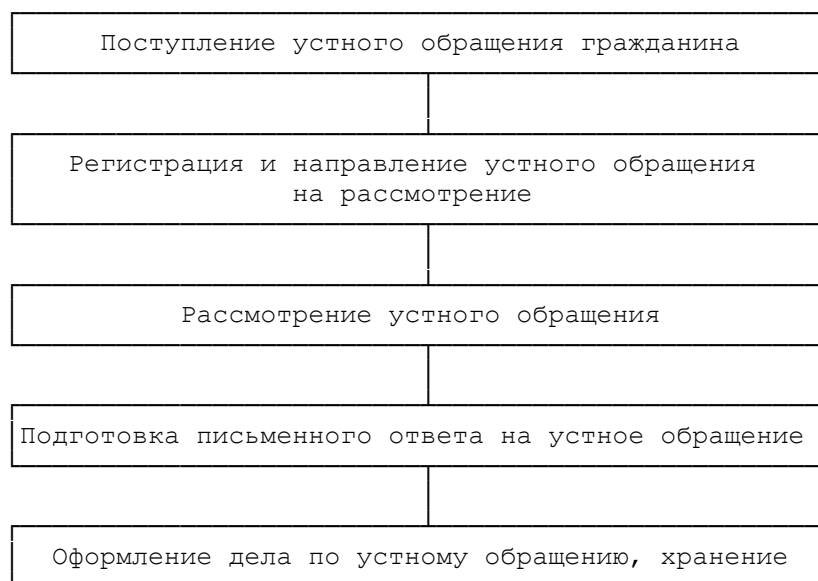 Поступление устного обращения гражданина
Регистрация и направление устного обращения
на рассмотрение
Рассмотрение устного обращения
Подготовка письменного ответа на устное обращение
Оформление дела по устному обращению, хранение